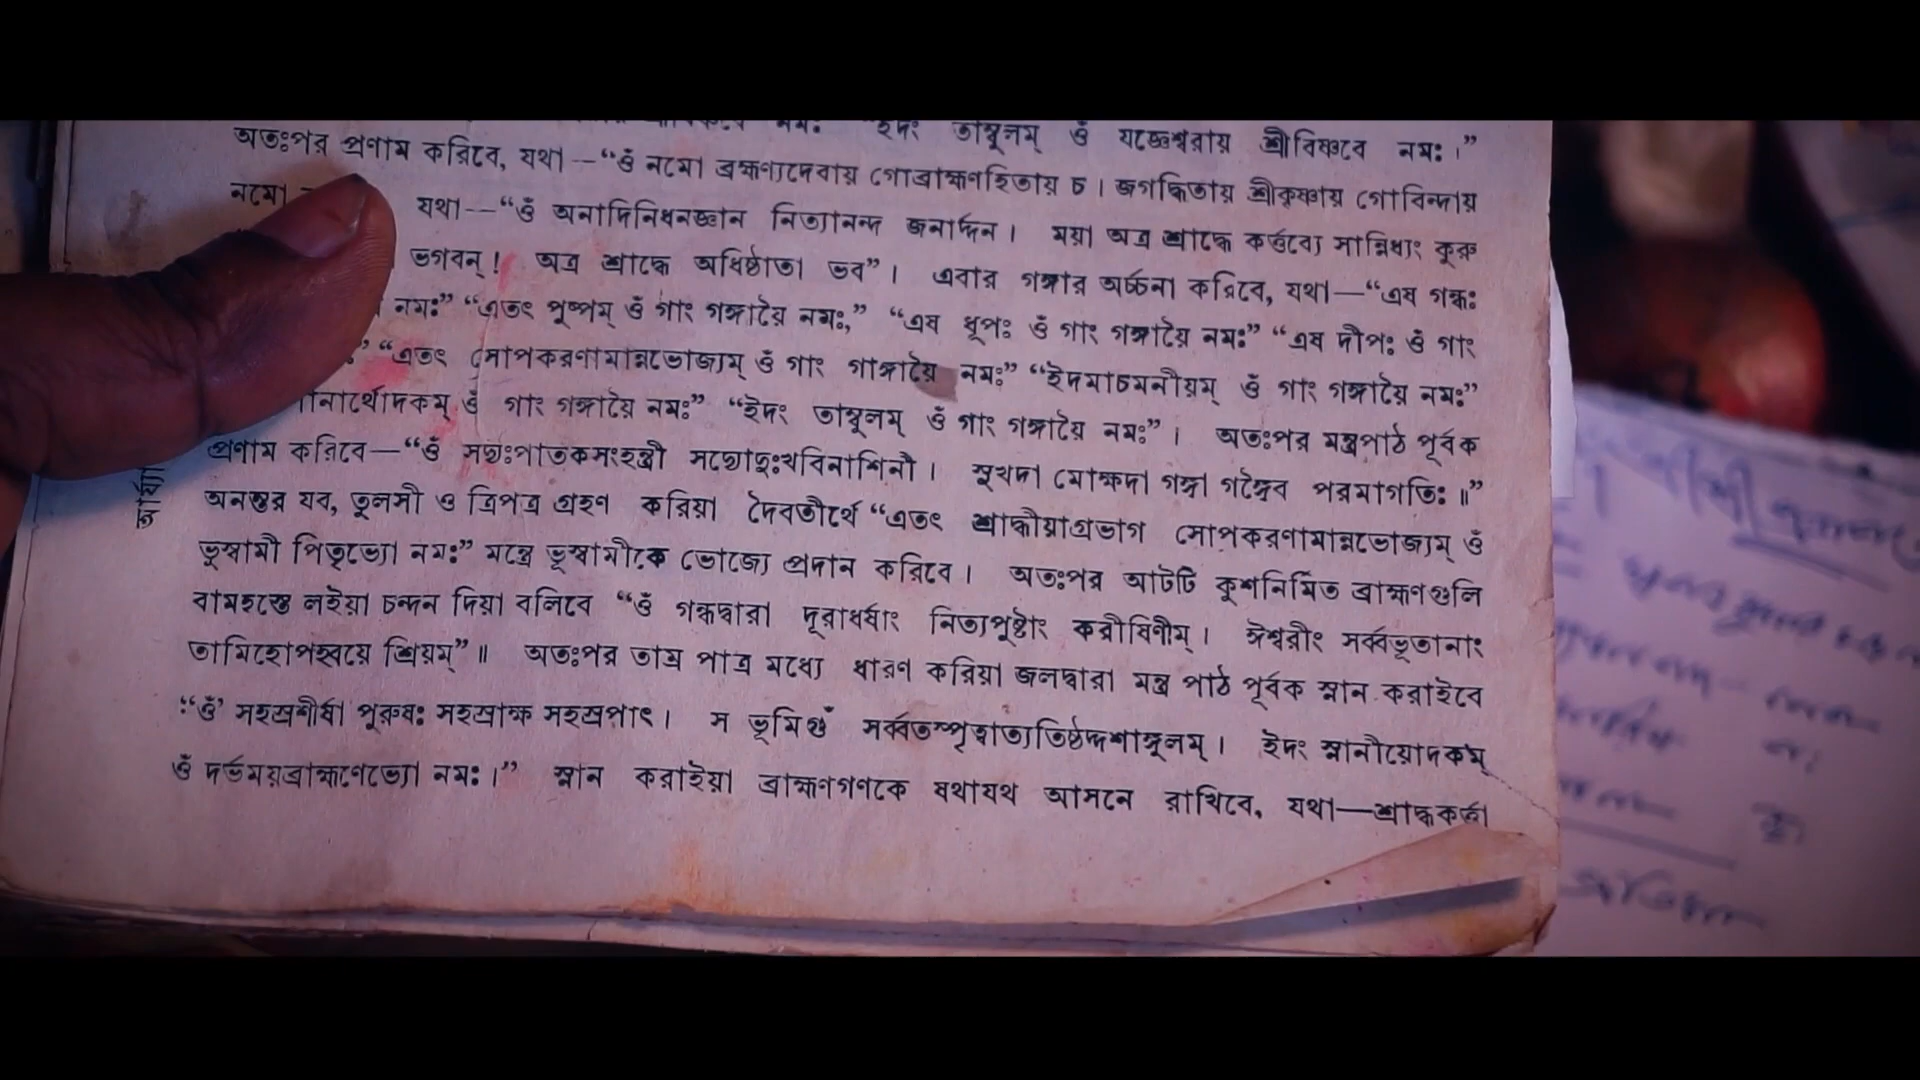 নমঃ “ইদং তাম্বূলম্ ওঁ যজ্ঞেশ্বরায় শ্রীবিষ্ণবে নমঃ।”
অতঃপর প্রণাম করিবে, যথা—“ওঁ নমো ব্রহ্মণ্যদেবায় গোব্রাহ্মণহিতায় চ। জগদ্ধিতায় শ্রীকৃষ্ণায় গোবিন্দায়
নমো যথা—“ওঁ অনাদিনিধনজ্ঞান নিত্যানন্দ জনার্দ্দন। ময়া অত্র শ্রাদ্ধে কর্ত্তব্যে সান্নিধ্যং কুরু
ভগবন্! অত্র শ্রাদ্ধে অধিষ্ঠাতা ভব”। এবার গঙ্গার অর্চ্চনা করিবে, যথা—“এষ গন্ধঃ
নমঃ” “এতৎ পুষ্পম্ ওঁ গাং গঙ্গায়ৈ নমঃ,” “এষ ধূপঃ ওঁ গাং গঙ্গায়ৈ নমঃ” “এষ দীপঃ ওঁ গাং
“এতৎ সোপকরণামান্নভোজ্যম্ ওঁ গাং গাঙ্গায়ৈ নমঃ” “ইদমাচমনীয়ম্ ওঁ গাং গঙ্গায়ৈ নমঃ”
নার্থোদকম্ ওঁ গাং গঙ্গায়ৈ নমঃ” “ইদং তাম্বূলম্ ওঁ গাং গঙ্গায়ৈ নমঃ”। অতঃপর মন্ত্রপাঠ পূর্বক
প্রণাম করিবে—“ওঁ সদ্যঃপাতকসংহন্ত্রী সদ্যোদুঃখবিনাশিনী। সুখদা মোক্ষদা গঙ্গা গঙ্গৈব পরমাগতিঃ॥”
অনন্তর যব, তুলসী ও ত্রিপত্র গ্রহণ করিয়া দৈবতীর্থে “এতৎ শ্রাদ্ধীয়াগ্রভাগ সোপকরণামান্নভোজ্যম্ ওঁ
ভূস্বামী পিতৃভ্যো নমঃ” মন্ত্রে ভূস্বামীকে ভোজ্যে প্রদান করিবে। অতঃপর আটটি কুশনির্মিত ব্রাহ্মণগুলি
বামহস্তে লইয়া চন্দন দিয়া বলিবে “ওঁ গন্ধদ্বারা দূরাধর্ষাং নিত্যপুষ্টাং করীষিণীম্। ঈশ্বরীং সর্ব্বভূতানাং
তামিহোপহ্বয়ে শ্রিয়ম্”॥ অতঃপর তাম্র পাত্র মধ্যে ধারণ করিয়া জলদ্বারা মন্ত্র পাঠ পূর্বক স্নান করাইবে
“ওঁ’ সহস্রশীর্ষা পুরুষঃ সহস্রাক্ষ সহস্রপাৎ। স ভূমিগুঁ সর্ব্বতস্পৃত্বাত্যতিষ্ঠদ্দশাঙ্গুলম্। ইদং স্নানীয়োদকম্
ওঁ দর্ভময়ব্রাহ্মণেভ্যো নমঃ।” স্নান করাইয়া ব্রাহ্মণগণকে যথাযথ আসনে রাখিবে, যথা—শ্রাদ্ধকর্ত্তা